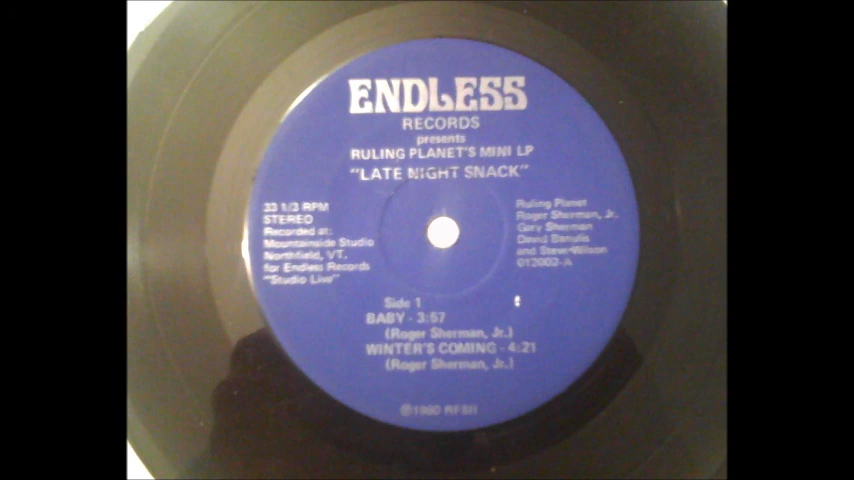 ENDLESS
RECORDS
presents
RULING PLANET'S MINI LP
"LATE NIGHT SNACK"
33 1/3 RPM
STEREO
Recorded at:
Mountainside Studio
Northfield, VT.
for Endless Records
"Studio Live"
Ruling Planet
Roger Sherman, Jr.
Gary Sherman
David
and Steve Wilson
012002-A
Side 1
BABY - 3:57
(Roger Sherman, Jr.)
WINTER'S COMING - 4:21
(Roger Sherman, Jr.)
©1980